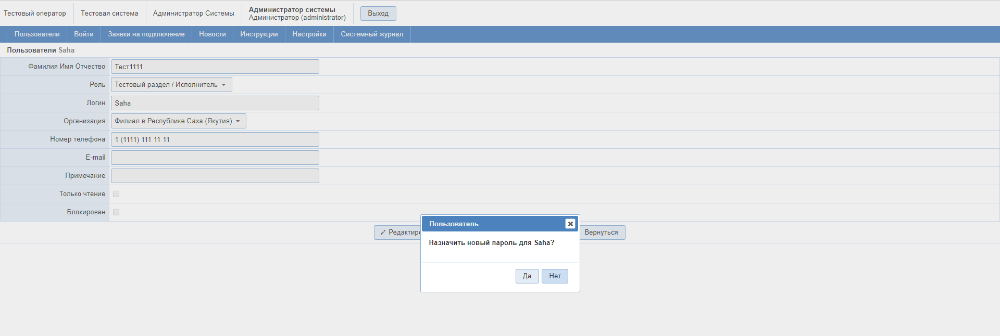 Тестовый оператор
Тестовая система
Администратор Системы
Администратор системы
Администратор (administrator)
Выход
Пользователи
Войти
Заявки на подключение
Новости
Инструкции
Настройки
Системный журнал
Пользователи Saha
Фамилия Имя Отчество
Тест1111
Роль
Тестовый раздел / Исполнитель
Логин
Saha
Организация
Филиал в Республике Саха (Якутия)
Номер телефона
1 (1111) 111 11 11
E-mail
Примечание
Только чтение
Блокирован
Редактиро
Вернуться
Пользователь
Назначить новый пароль для Saha?
Да
Нет